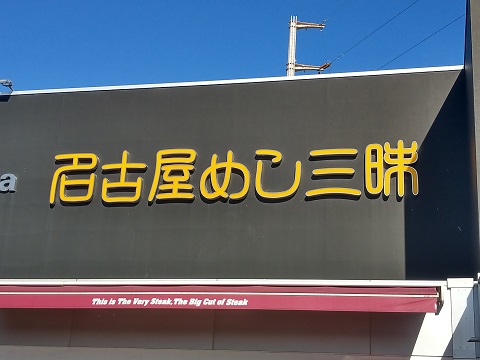 a
名古屋めし三昧
This is The Very Steak, The Big Cut of Steak